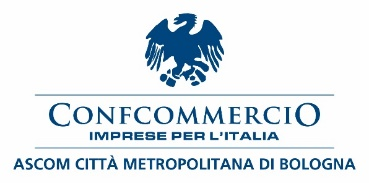 CONFCOMMERCIO
IMPRESE PER L'ITALIA
ASCOM CITTÀ METROPOLITANA DI BOLOGNA